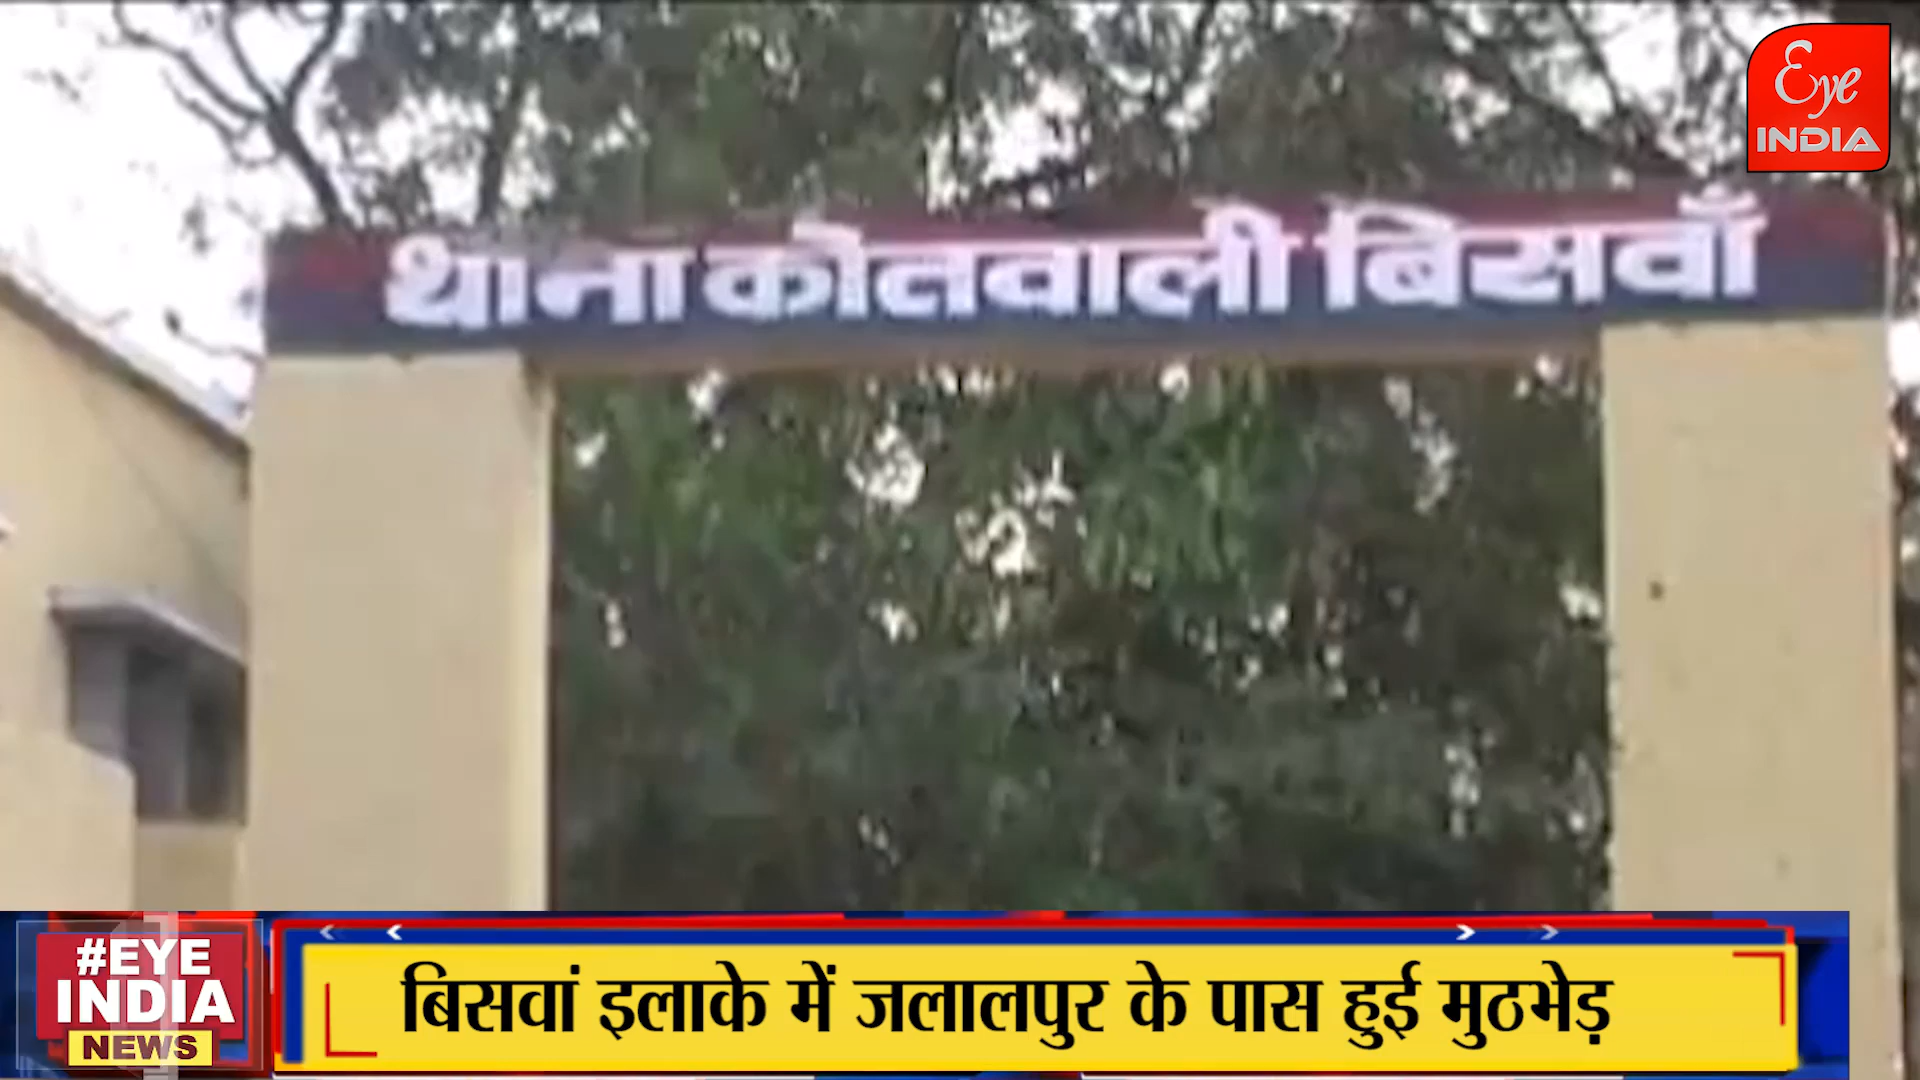 Eye
INDIA
थाना कोतवाली बिसवाँ
#EYE
INDIA
NEWS
बिसवां इलाके में जलालपुर के पास हुई मुठभेड़